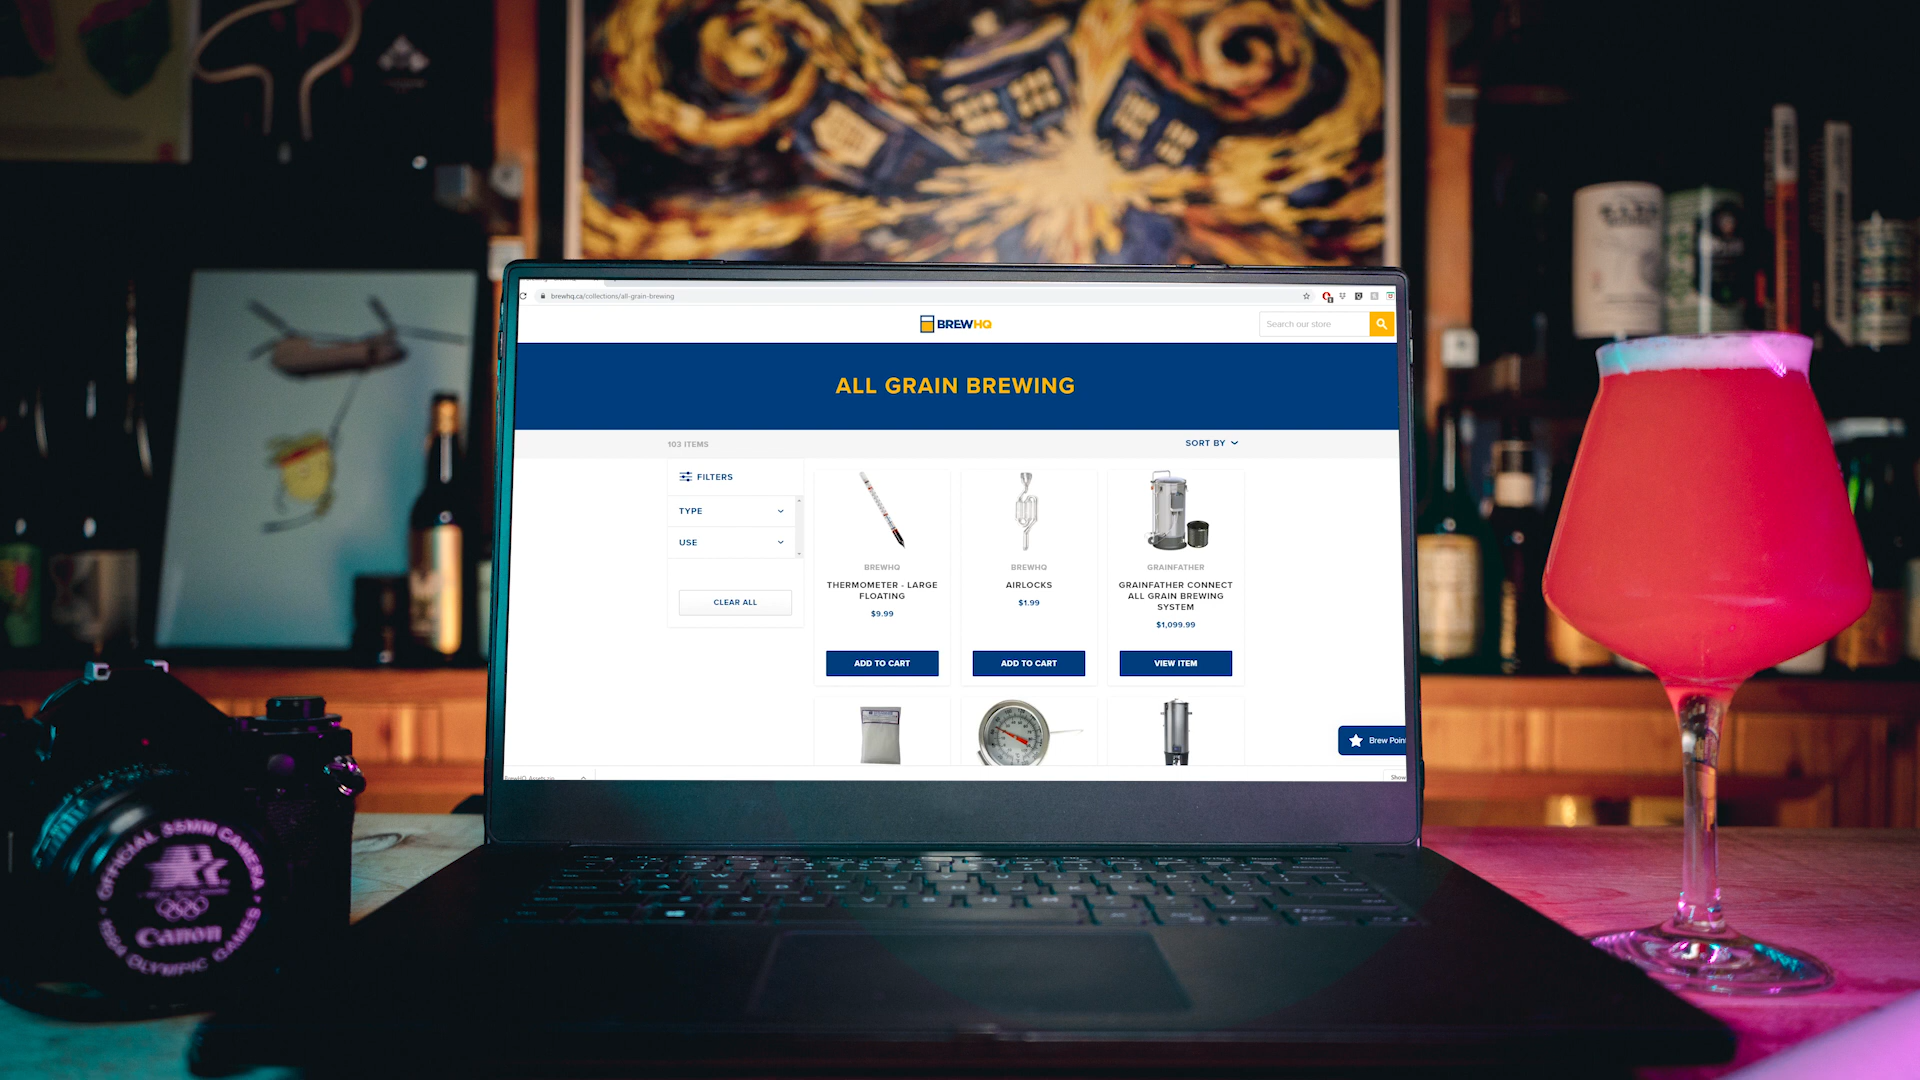 brewhq.ca/collections/all-grain-brewing
BREWHQ
Search our store
ALL GRAIN BREWING
103 ITEMS
SORT BY
FILTERS
TYPE
USE
CLEAR ALL
BREWHQ
THERMOMETER - LARGE
FLOATING
$9.99
ADD TO CART
BREWHQ
AIRLOCKS
$1.99
ADD TO CART
GRAINFATHER
GRAINFATHER CONNECT
ALL GRAIN BREWING
SYSTEM
$1,099.99
VIEW ITEM
Brew Poin
Show
OFFICIAL 35MM CAMERA
Canon
1984 OLYMPIC GAMES